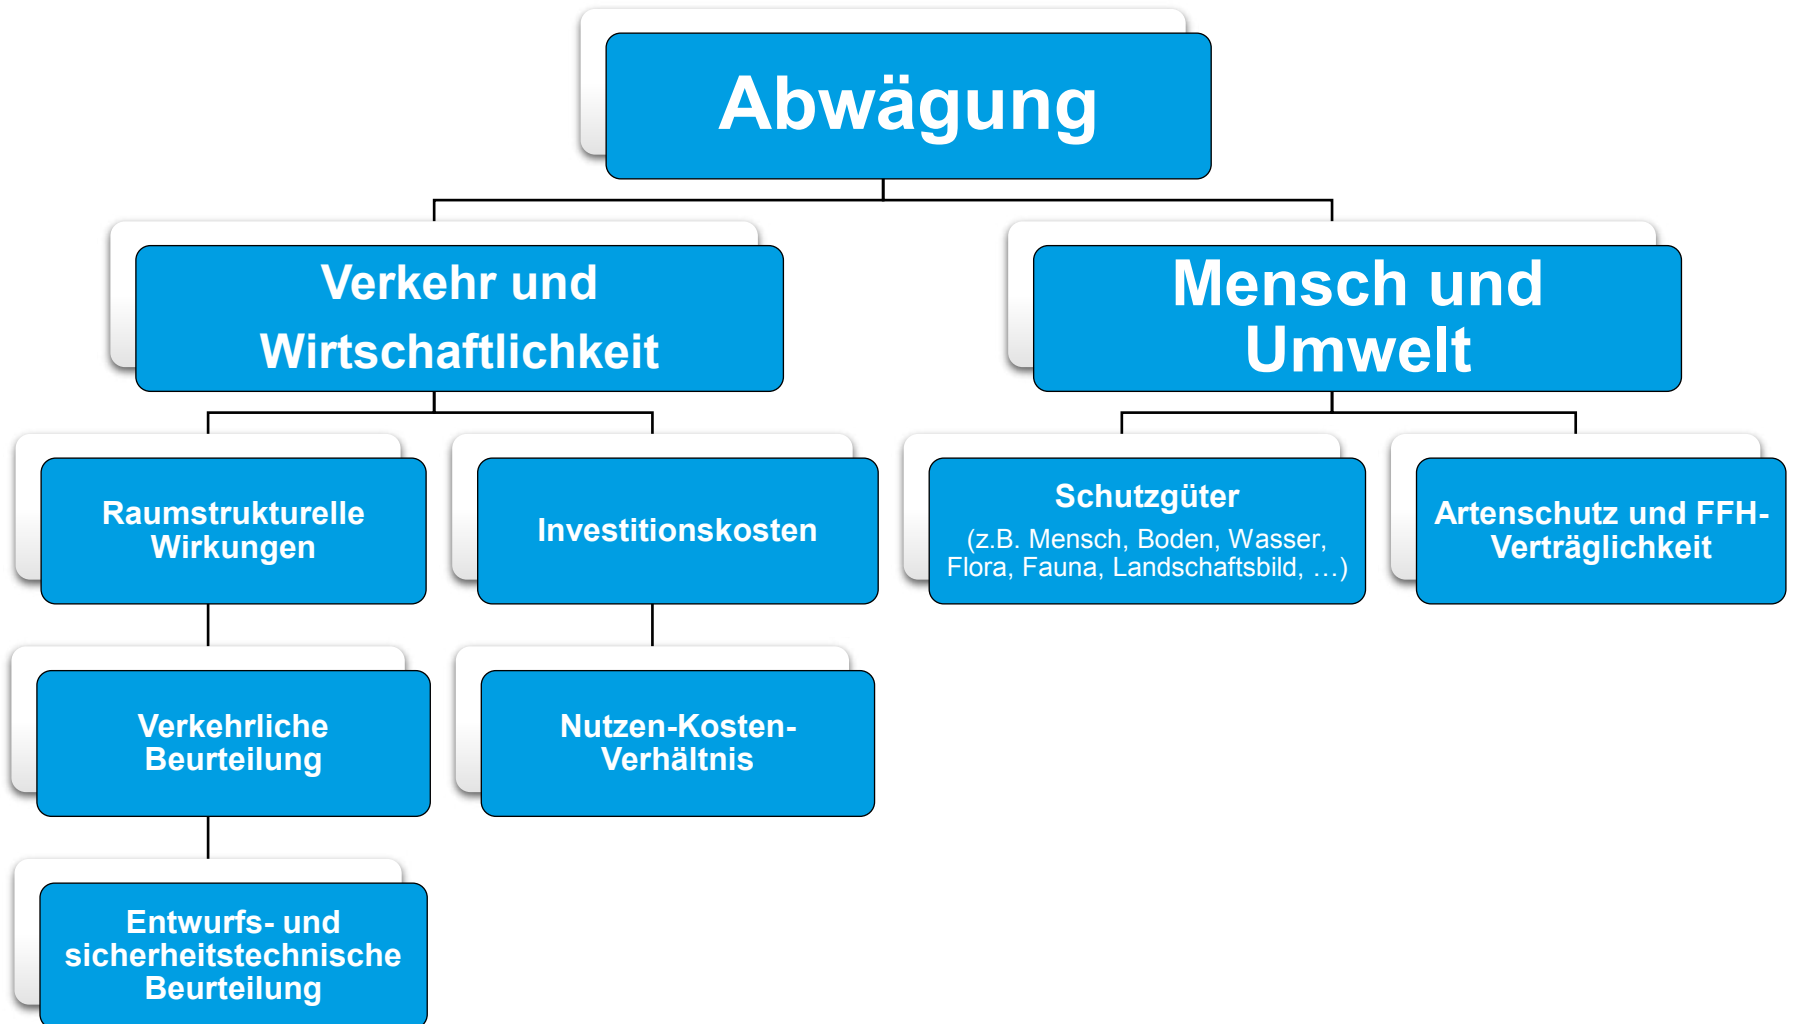 Abwägung
Verkehr und
Wirtschaftlichkeit
Mensch und
Umwelt
Raumstrukturelle
Wirkungen
Investitionskosten
Schutzgüter
(z.B. Mensch, Boden, Wasser,
Flora, Fauna, Landschaftsbild, …)
Artenschutz und FFH-
Verträglichkeit
Verkehrliche
Beurteilung
Nutzen-Kosten-
Verhältnis
Entwurfs- und
sicherheitstechnische
Beurteilung